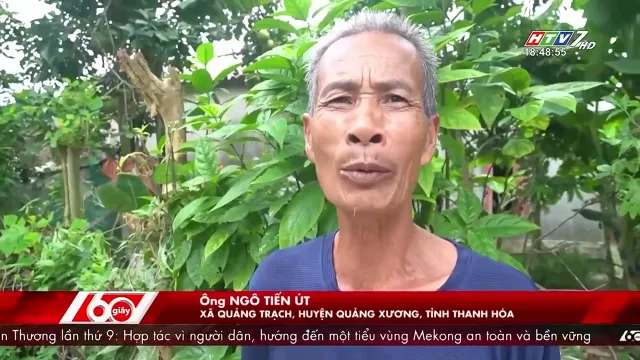 HTV7 HD
18:48:55
Ông NGÔ TIẾN ÚT
60 giây
XÃ QUẢNG TRẠCH, HUYỆN QUẢNG XƯƠNG, TỈNH THANH HÓA
n Thương lần thứ 9: Hợp tác vì người dân, hướng đến một tiểu vùng Mekong an toàn và bền vững